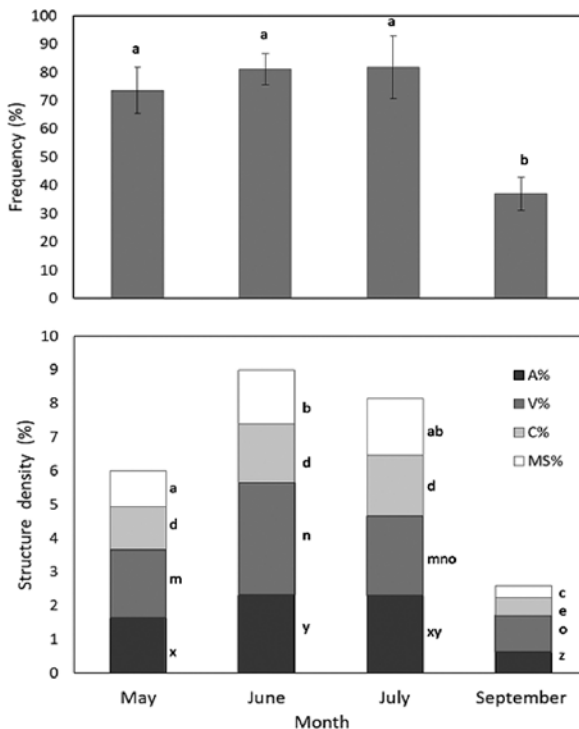 100
90
80
70
60
50
40
30
20
10
0
Frequency (%)
a
a
a
b
10
9
8
7
6
5
4
3
2
1
0
Structure density (%)
A%
V%
C%
MS%
a
d
m
x
b
d
n
y
ab
d
mno
xy
c
e
o
z
May June July September
Month